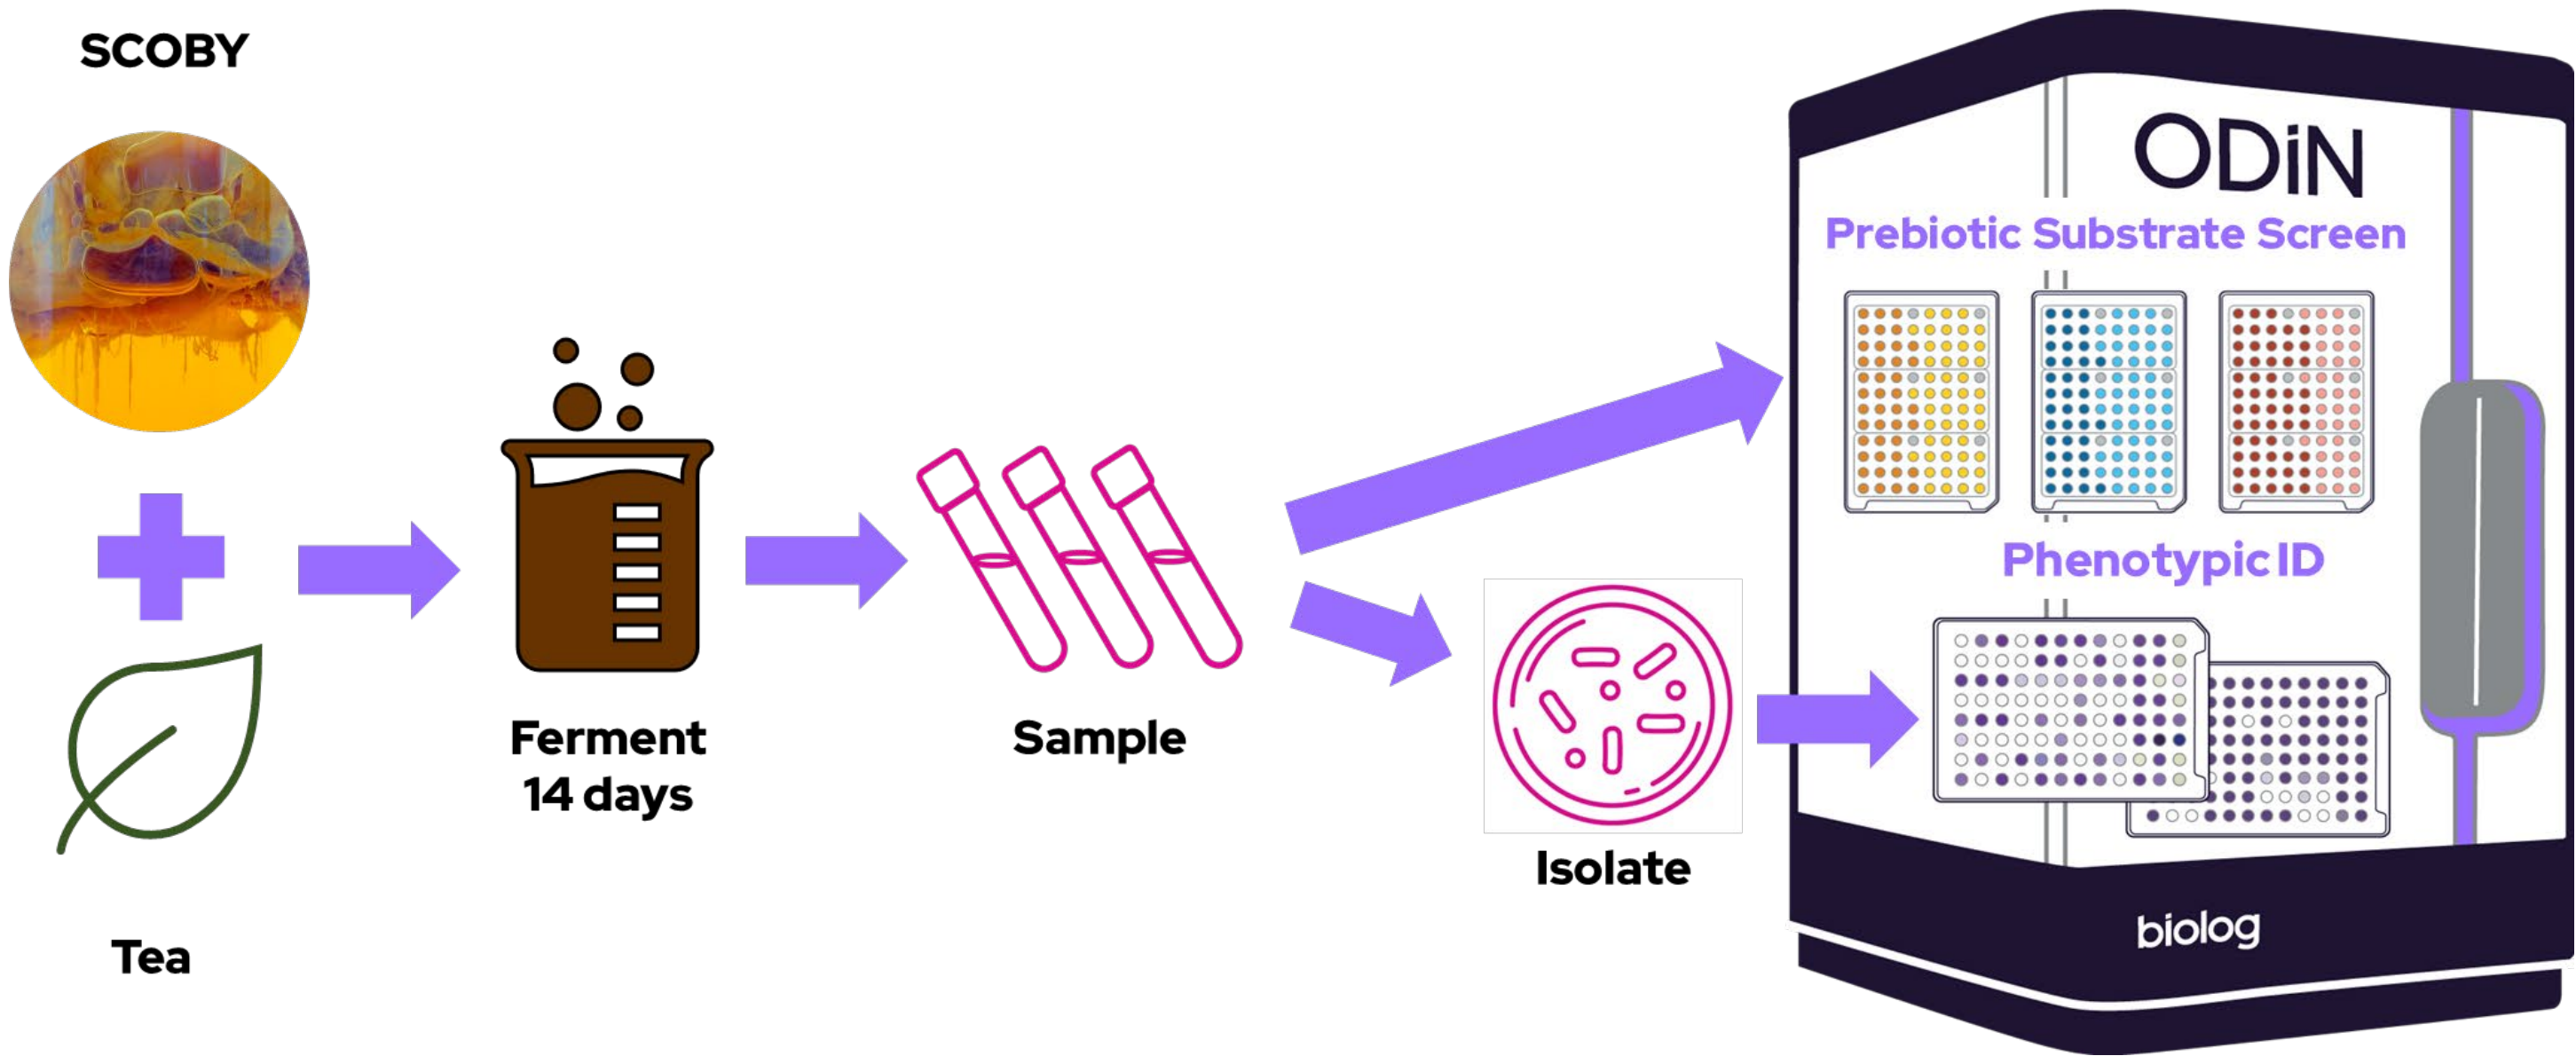 SCOBY
Tea
Ferment
14 days
Sample
Isolate
ODiN
Prebiotic Substrate Screen
Phenotypic ID
biolog